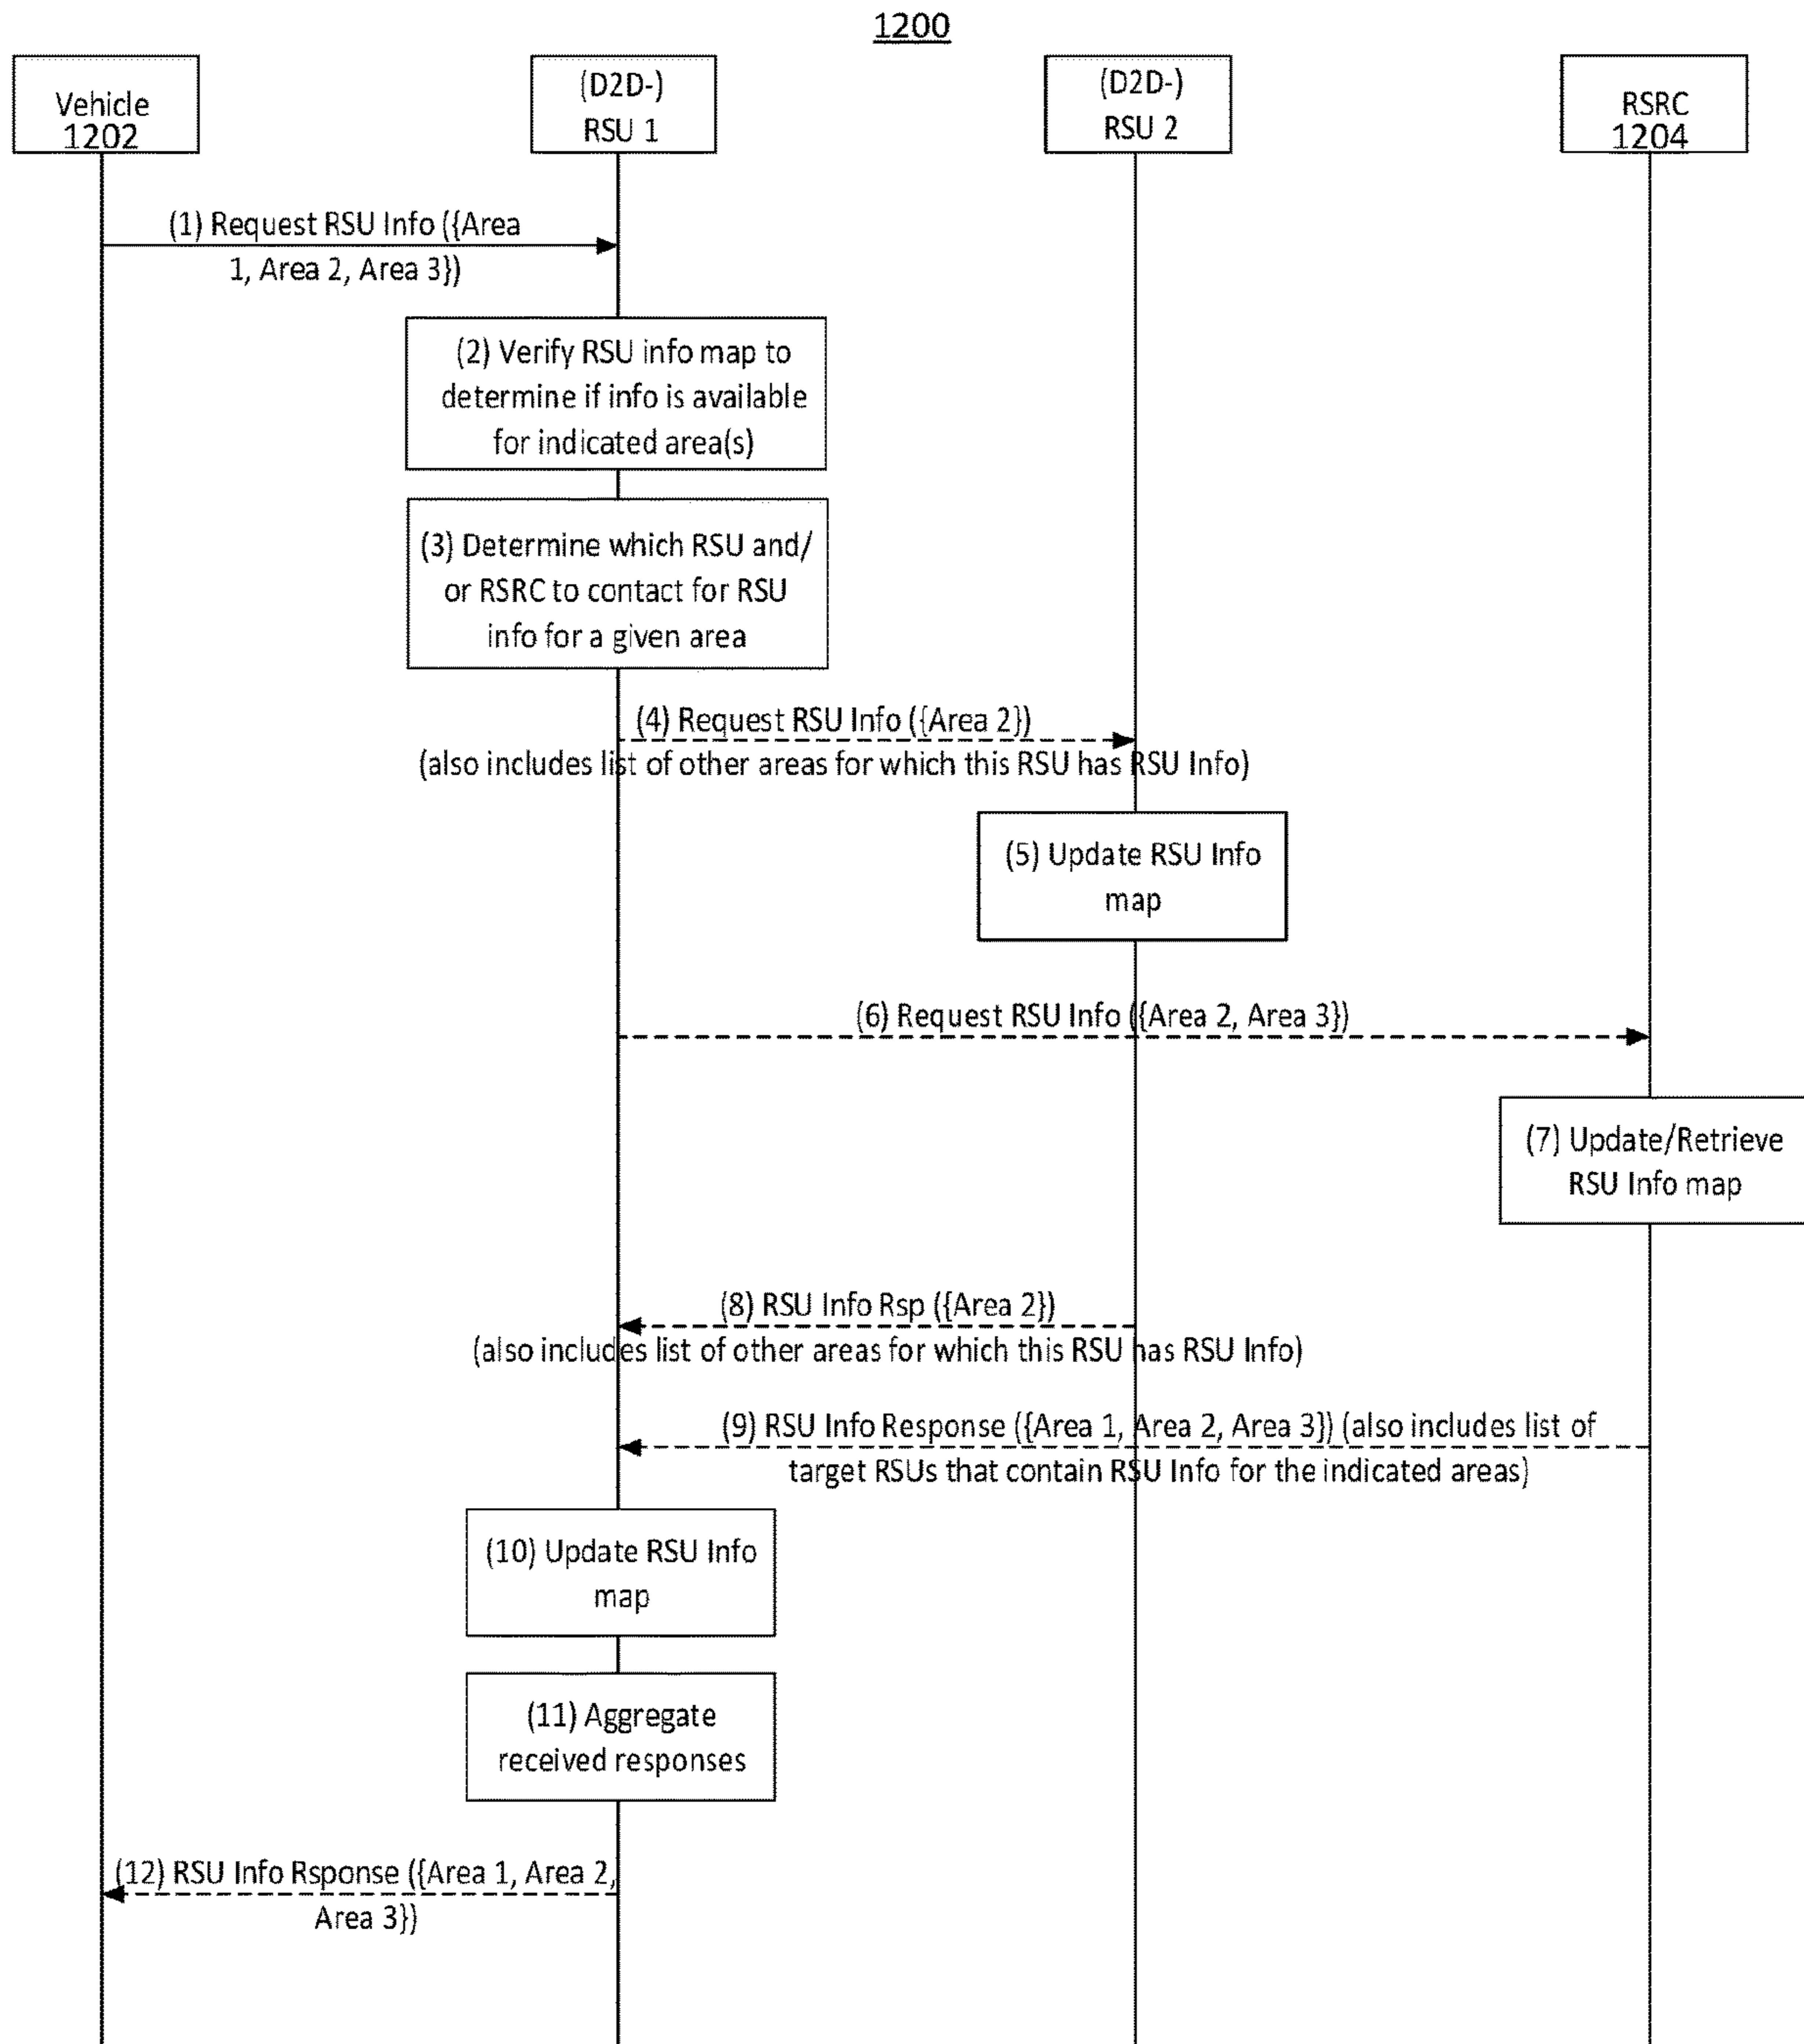 1200
Vehicle
1202
(D2D-)
RSU 1
(D2D-)
RSU 2
RSRC
1204
(1) Request RSU Info ({Area
1, Area 2, Area 3})
(2) Verify RSU info map to
determine if info is available
for indicated area(s)
(3) Determine which RSU and/
or RSRC to contact for RSU
info for a given area
(4) Request RSU Info ({Area 2})
(also includes list of other areas for which this RSU has RSU Info)
(5) Update RSU Info
map
(6) Request RSU Info ({Area 2, Area 3})
(7) Update/Retrieve
RSU Info map
(8) RSU Info Rsp ({Area 2})
(also includes list of other areas for which this RSU has RSU Info)
(9) RSU Info Response ({Area 1, Area 2, Area 3}) (also includes list of
target RSUs that contain RSU Info for the indicated areas)
(10) Update RSU Info
map
(11) Aggregate
received responses
(12) RSU Info Rsponse ({Area 1, Area 2,
Area 3})